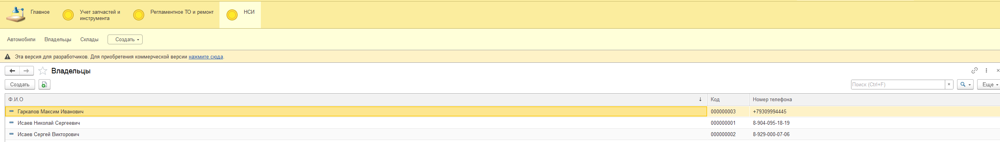 Главное
Учет запчастей и
инструмента
Регламентное ТО и ремонт
НСИ
Автомобили Владельцы Склады Создать
Эта версия для разработчиков. Для приобретения коммерческой версии нажмите сюда.
Владельцы
Создать Поиск (Ctrl+F) × Еще
Ф.И.О ↓ Код Номер телефона
Гаркалов Максим Иванович 000000003 +79309994445
Исаев Николай Сергеевич 000000001 8-904-095-18-19
Исаев Сергей Викторович 000000002 8-929-000-07-06